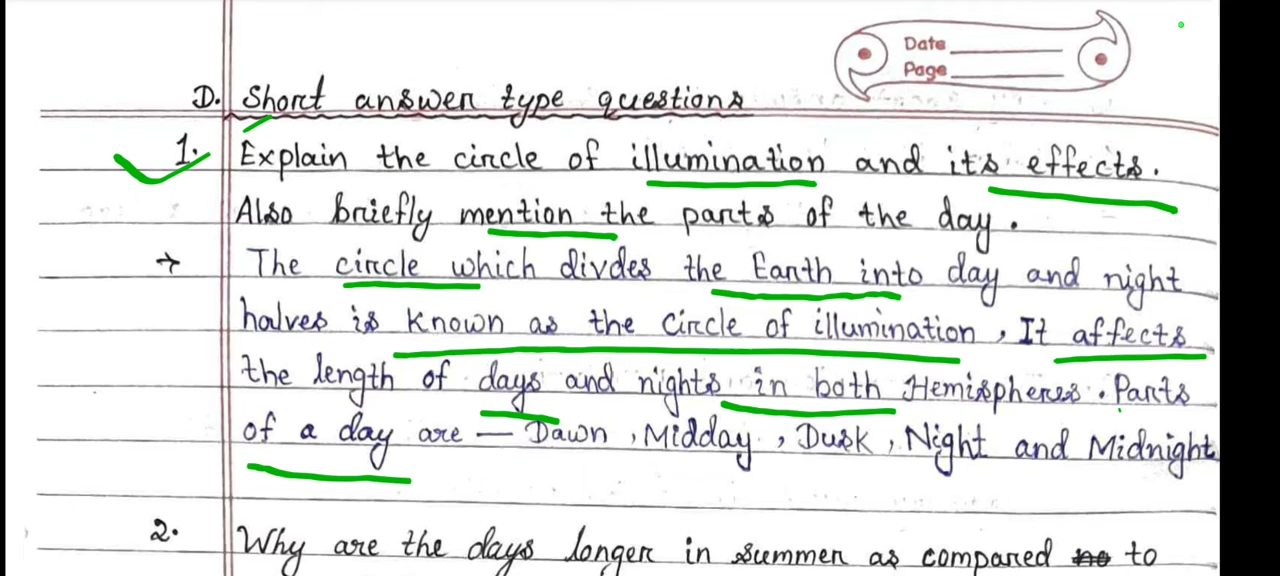 Date
Page
D. Short answer type questions
1. Explain the circle of illumination and its effects.
Also briefly mention the parts of the day.
→ The circle which divdes the Earth into day and night
halves is known as the circle of illumination, It affects
the length of days and nights in both Hemispheres. Parts
of a day are — Dawn, Midday, Dusk, Night and Midnight
2. Why are the days longer in summer as compared to